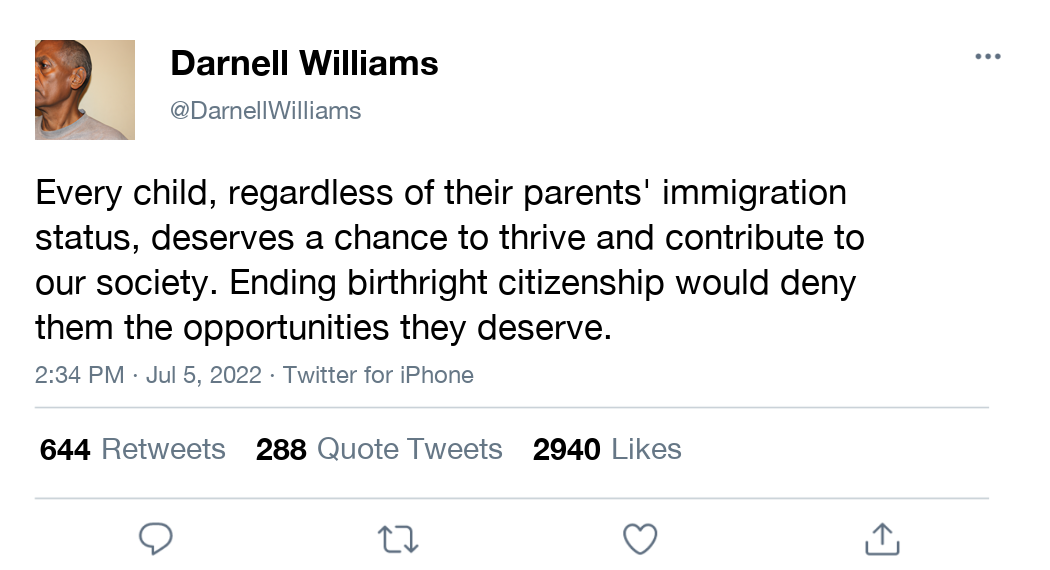 Darnell Williams
@DarnellWilliams
Every child, regardless of their parents' immigration
status, deserves a chance to thrive and contribute to
our society. Ending birthright citizenship would deny
them the opportunities they deserve.
2:34 PM · Jul 5, 2022 · Twitter for iPhone
644 Retweets 288 Quote Tweets 2940 Likes